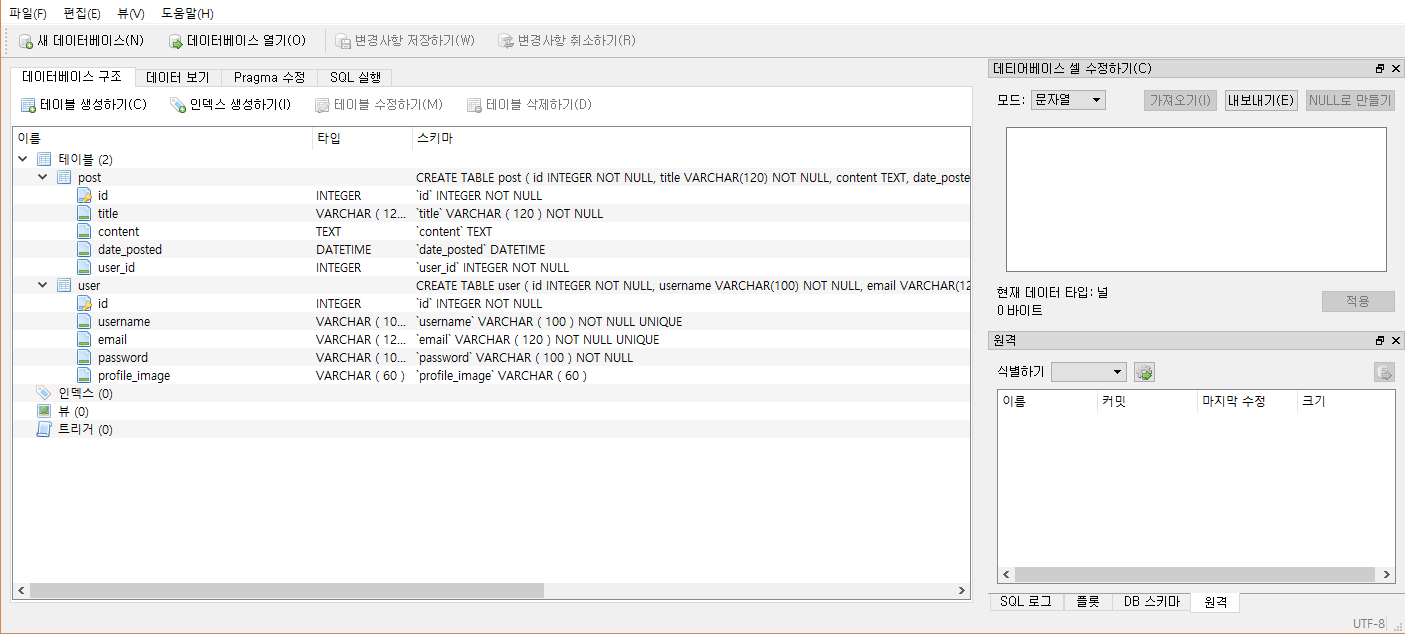 파일(F) 편집(E) 뷰(V) 도움말(H)
새 데이터베이스(N) 데이터베이스 열기(O) 변경사항 저장하기(W) 변경사항 취소하기(R)
데이터베이스 구조 데이터 보기 Pragma 수정 SQL 실행
테이블 생성하기(C) 인덱스 생성하기(I) 테이블 수정하기(M) 테이블 삭제하기(D)
이름 타입 스키마
테이블 (2)
post CREATE TABLE post ( id INTEGER NOT NULL, title VARCHAR(120) NOT NULL, content TEXT, date_poste
id INTEGER `id` INTEGER NOT NULL
title VARCHAR ( 12... `title` VARCHAR ( 120 ) NOT NULL
content TEXT `content` TEXT
date_posted DATETIME `date_posted` DATETIME
user_id INTEGER `user_id` INTEGER NOT NULL
user CREATE TABLE user ( id INTEGER NOT NULL, username VARCHAR(100) NOT NULL, email VARCHAR(12
id INTEGER `id` INTEGER NOT NULL
username VARCHAR ( 10... `username` VARCHAR ( 100 ) NOT NULL UNIQUE
email VARCHAR ( 12... `email` VARCHAR ( 120 ) NOT NULL UNIQUE
password VARCHAR ( 10... `password` VARCHAR ( 100 ) NOT NULL
profile_image VARCHAR ( 60 ) `profile_image` VARCHAR ( 60 )
인덱스 (0)
뷰 (0)
트리거 (0)
데티어베이스 셀 수정하기(C)
모드: 문자열 가져오기(I) 내보내기(E) NULL로 만들기
현재 데이터 타입: 널
0 바이트
적용
원격
식별하기
이름 커밋 마지막 수정 크기
SQL 로그 플롯 DB 스키마 원격
UTF-8